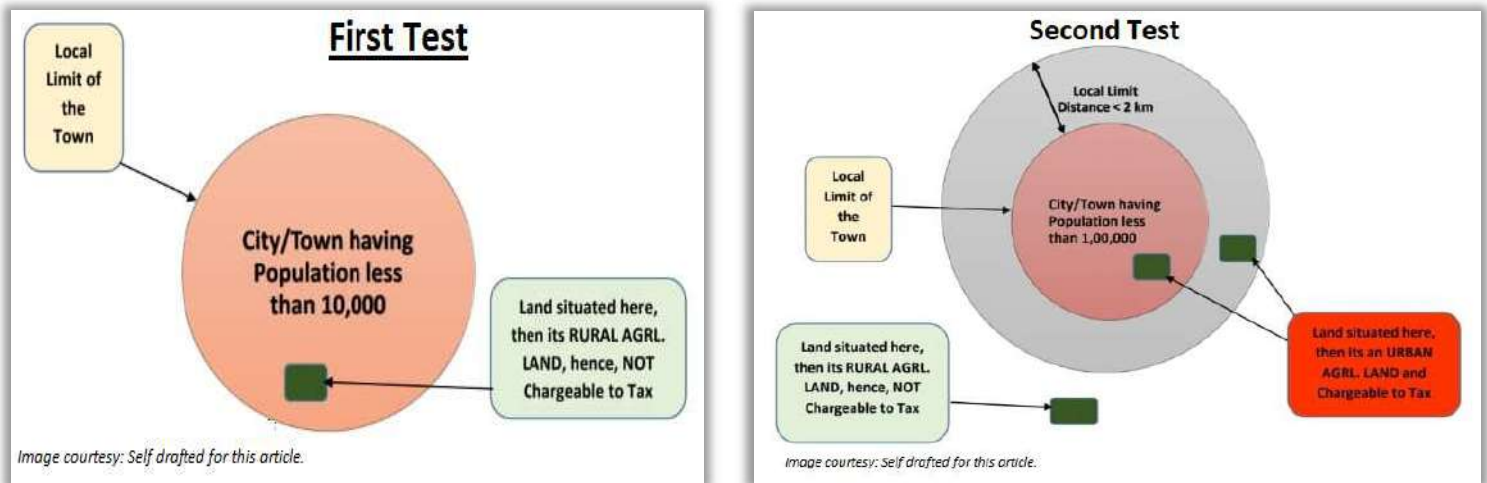 First Test
Local
Limit of
the
Town
City/Town having
Population less
than 10,000
Land situated here,
then its RURAL AGRL.
LAND, hence, NOT
Chargeable to Tax
Image courtesy: Self drafted for this article.
Second Test
Local Limit
Distance < 2 km
Local
Limit of
the
Town
City/Town having
Population less
than 1,00,000
Land situated here,
then its RURAL AGRL.
LAND, hence, NOT
Chargeable to Tax
Land situated here,
then its an URBAN
AGRL. LAND and
Chargeable to Tax
Image courtesy: Self drafted for this article.